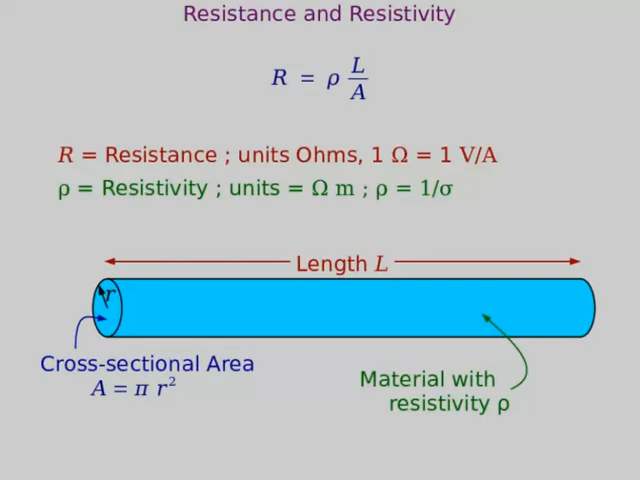 Resistance and Resistivity
R = ρ L/A
R = Resistance ; units Ohms, 1 Ω = 1 V/A
ρ = Resistivity ; units = Ω m ; ρ = 1/σ
Length L
r
Cross-sectional Area
A = π r²
Material with
resistivity ρ